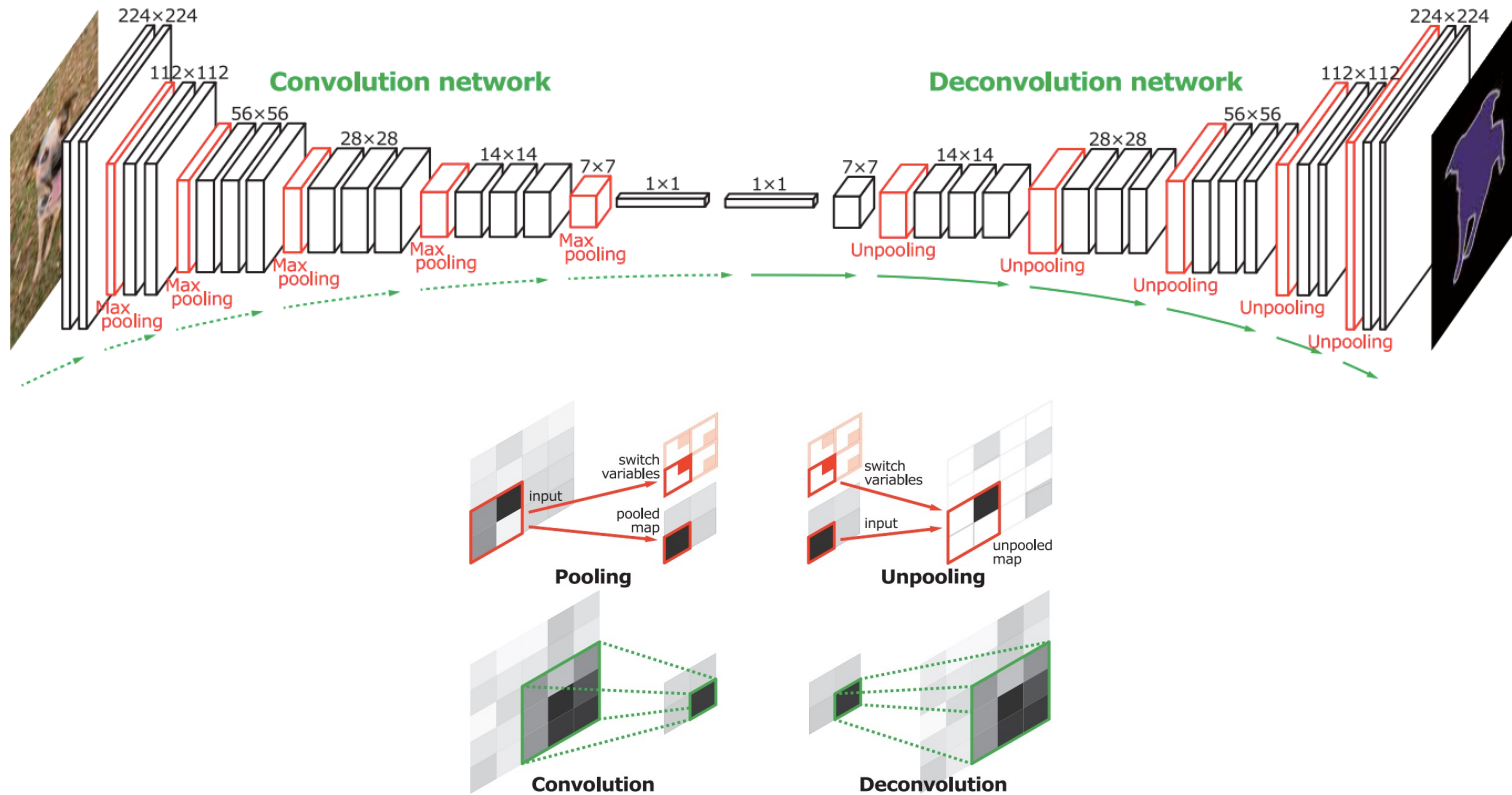 224×224
112×112
Convolution network
56×56
28×28
14×14
7×7
1×1
1×1
7×7
14×14
28×28
Deconvolution network
56×56
112×112
224×224
Max
pooling
Max
pooling
Max
pooling
Max
pooling
Max
pooling
Unpooling
Unpooling
Unpooling
Unpooling
Unpooling
switch
variables
input
pooled
map
Pooling
switch
variables
input
unpooled
map
Unpooling
Convolution
Deconvolution